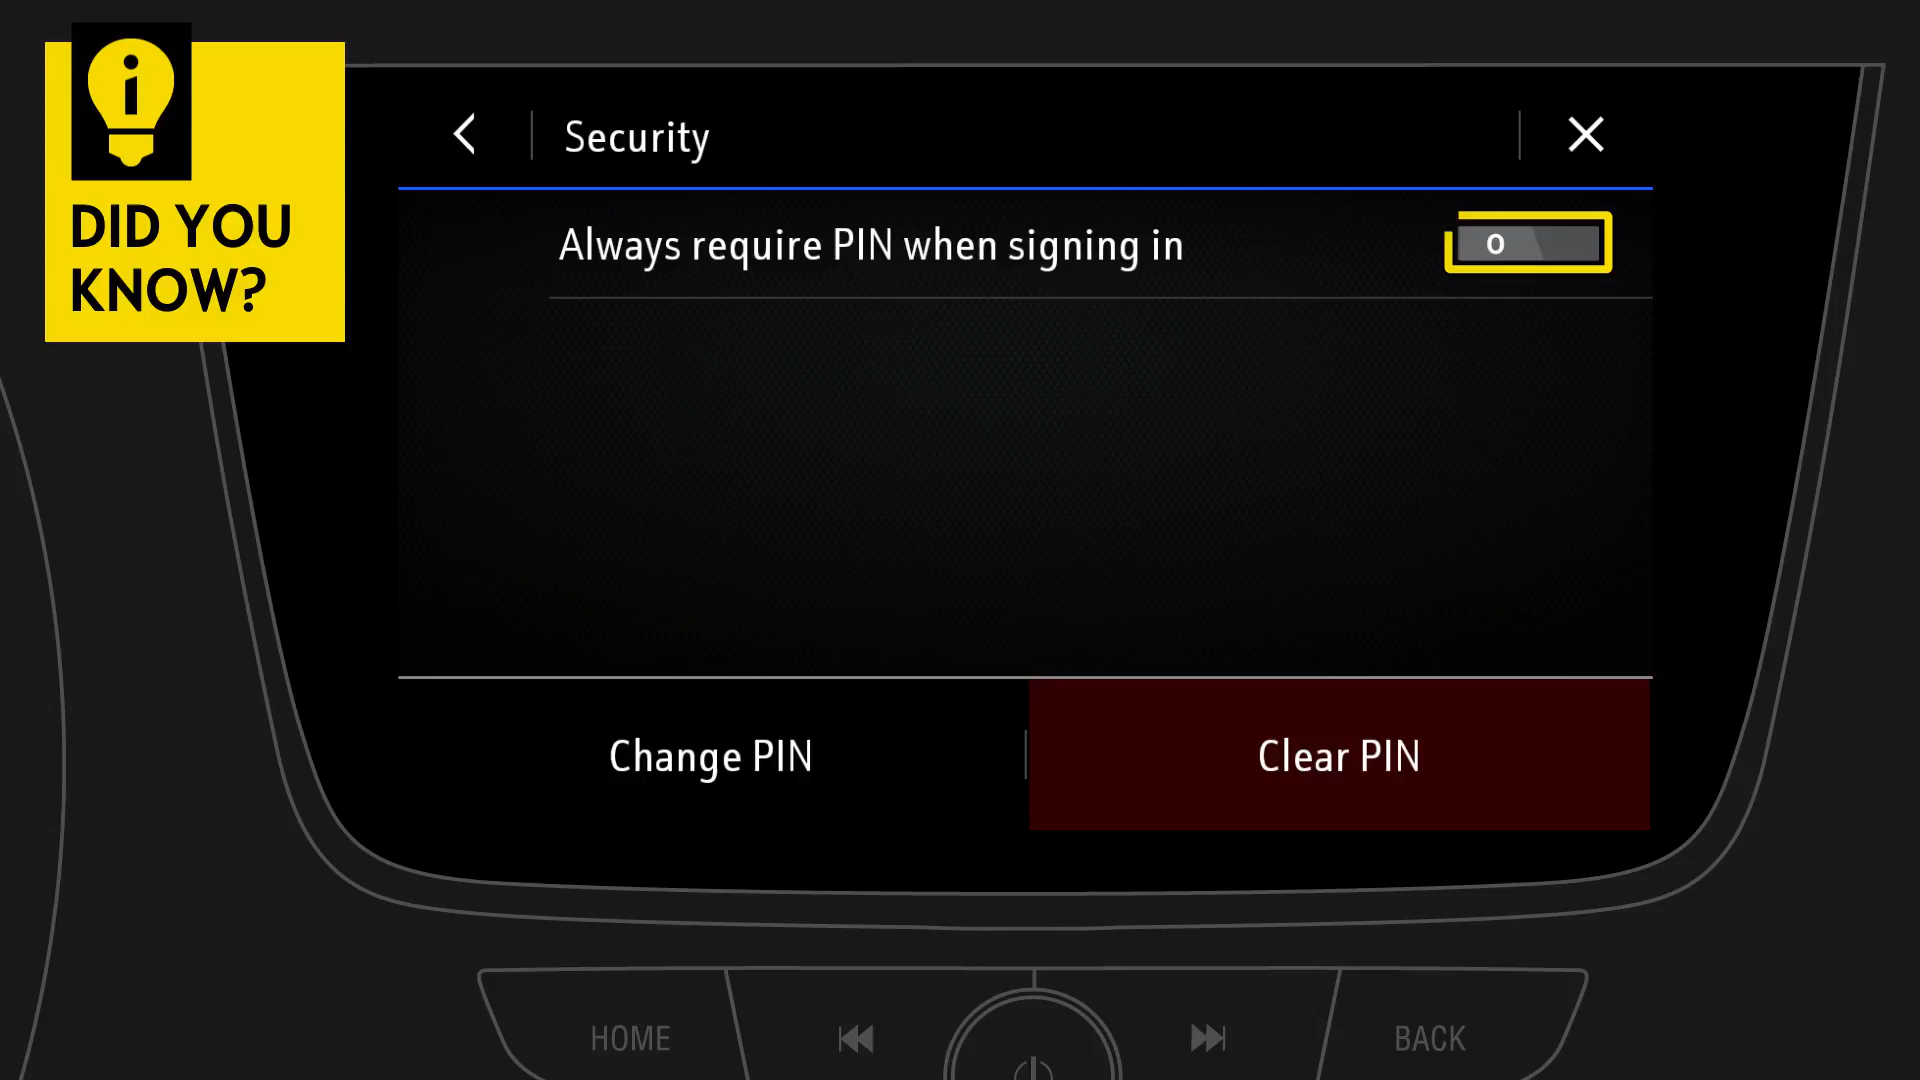 DID YOU
KNOW?
Security
Always require PIN when signing in
O
Change PIN
Clear PIN
HOME
BACK